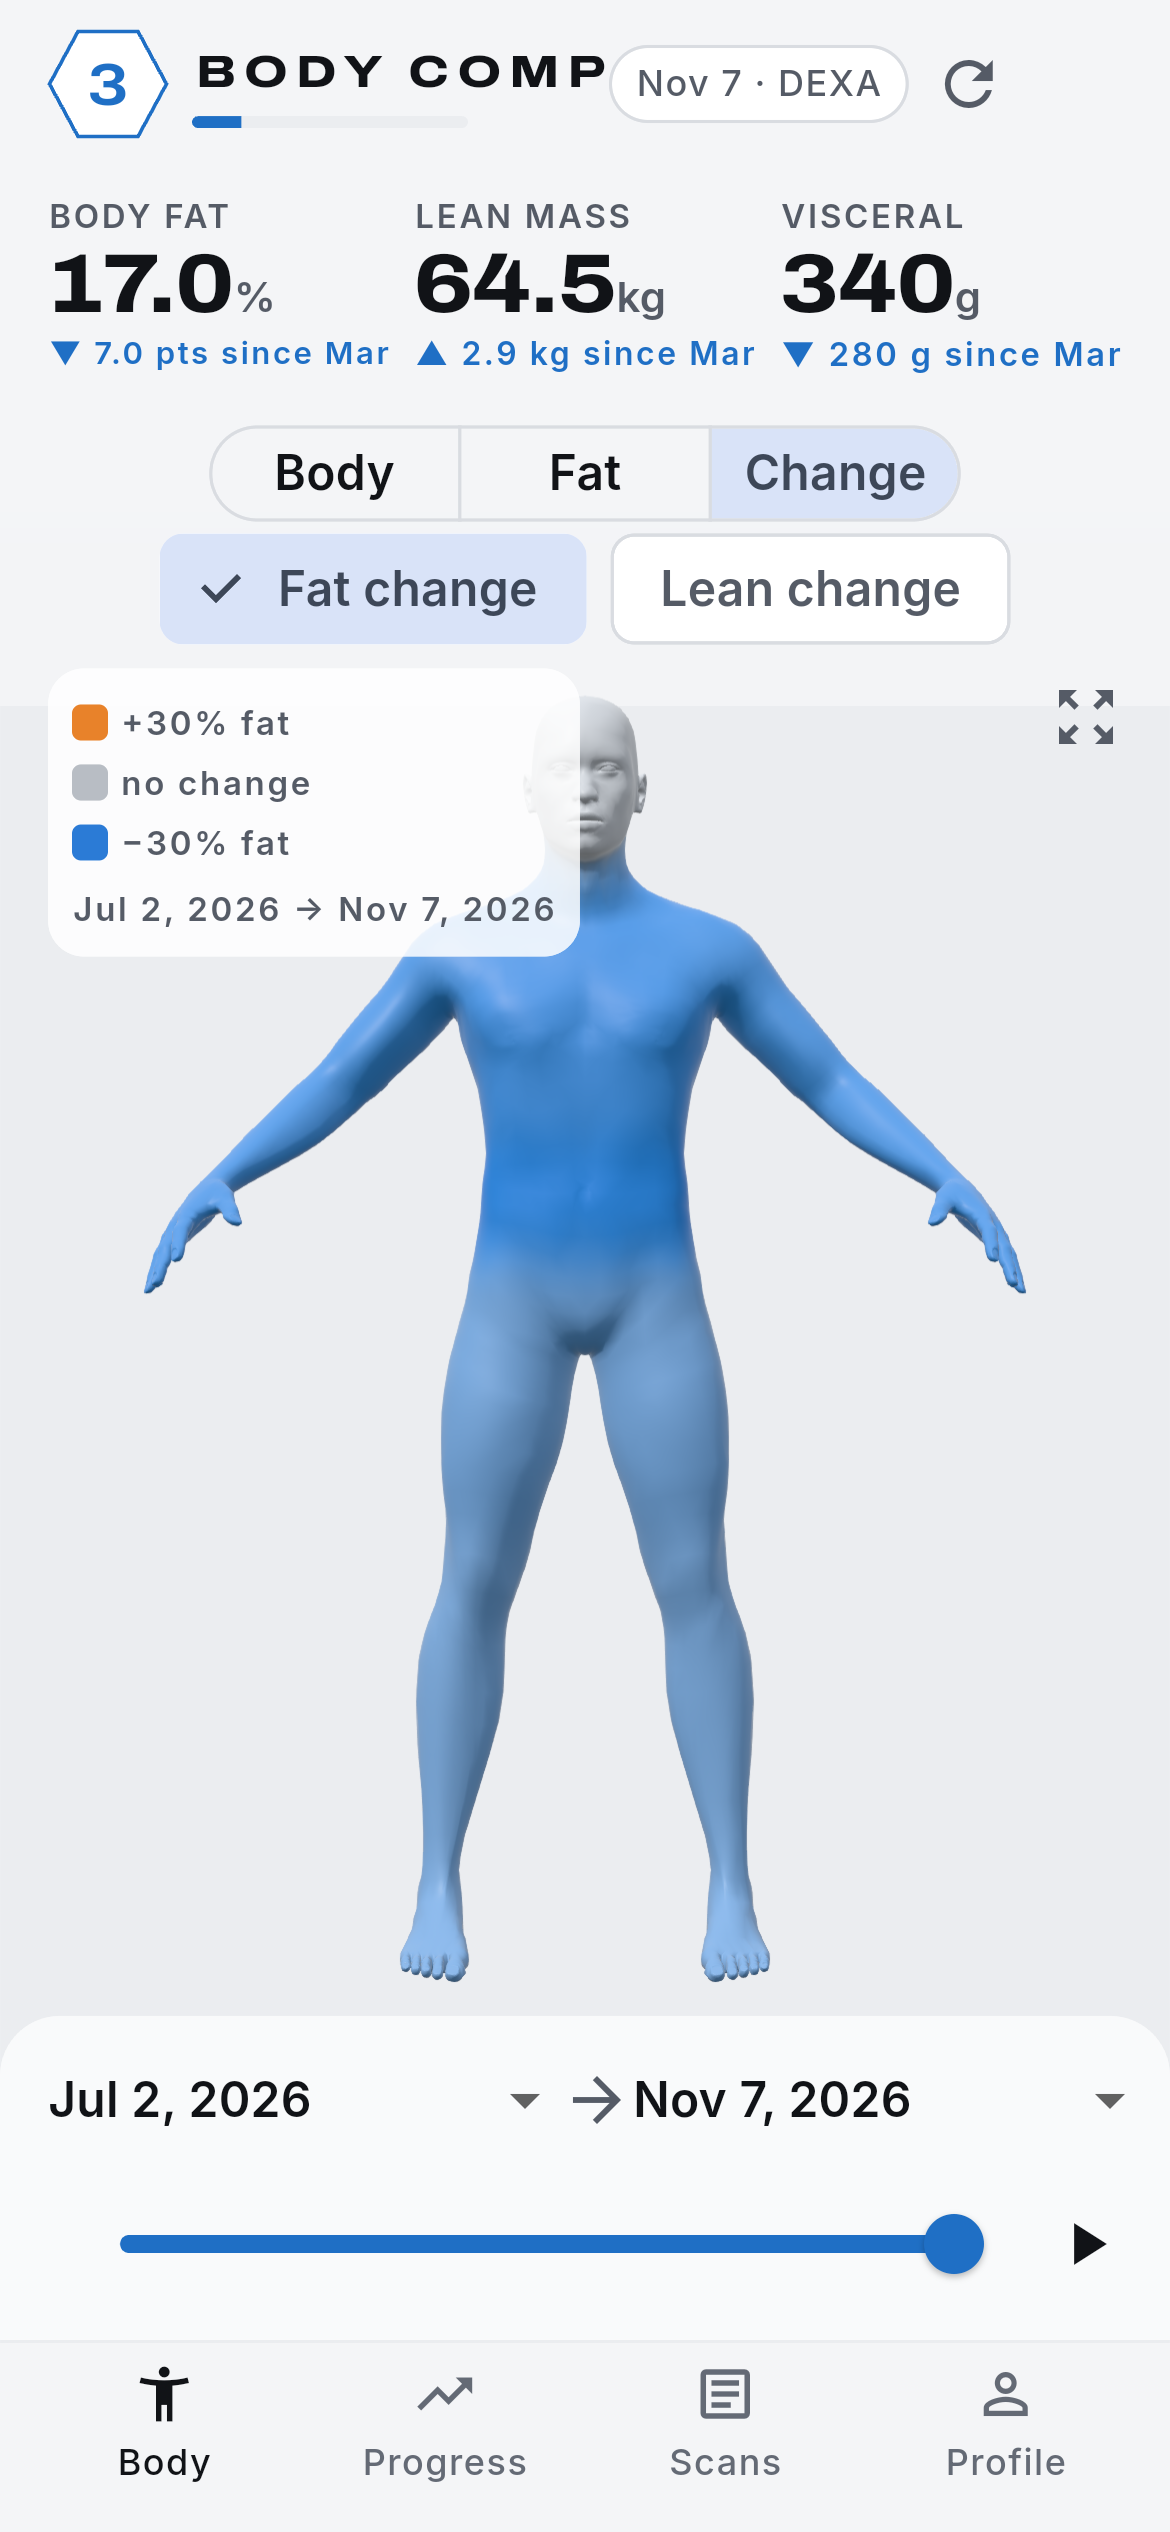 3
BODY COMP
Nov 7 · DEXA
BODY FAT
17.0%
▼ 7.0 pts since Mar
LEAN MASS
64.5kg
▲ 2.9 kg since Mar
VISCERAL
340g
▼ 280 g since Mar
Body
Fat
Change
✓ Fat change
Lean change
+30% fat
no change
−30% fat
Jul 2, 2026 → Nov 7, 2026
Jul 2, 2026 → Nov 7, 2026
Body
Progress
Scans
Profile